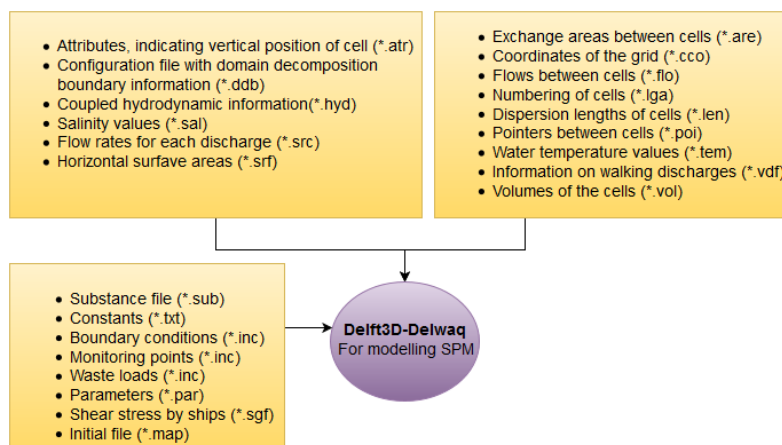 • Attributes, indicating vertical position of cell (*.atr)
• Configuration file with domain decomposition
boundary information (*.ddb)
• Coupled hydrodynamic information(*.hyd)
• Salinity values (*.sal)
• Flow rates for each discharge (*.src)
• Horizontal surfave areas (*.srf)
• Exchange areas between cells (*.are)
• Coordinates of the grid (*.cco)
• Flows between cells (*.flo)
• Numbering of cells (*.lga)
• Dispersion lengths of cells (*.len)
• Pointers between cells (*.poi)
• Water temperature values (*.tem)
• Information on walking discharges (*.vdf)
• Volumes of the cells (*.vol)
• Substance file (*.sub)
• Constants (*.txt)
• Boundary conditions (*.inc)
• Monitoring points (*.inc)
• Waste loads (*.inc)
• Parameters (*.par)
• Shear stress by ships (*.sgf)
• Initial file (*.map)
Delft3D-Delwaq
For modelling SPM